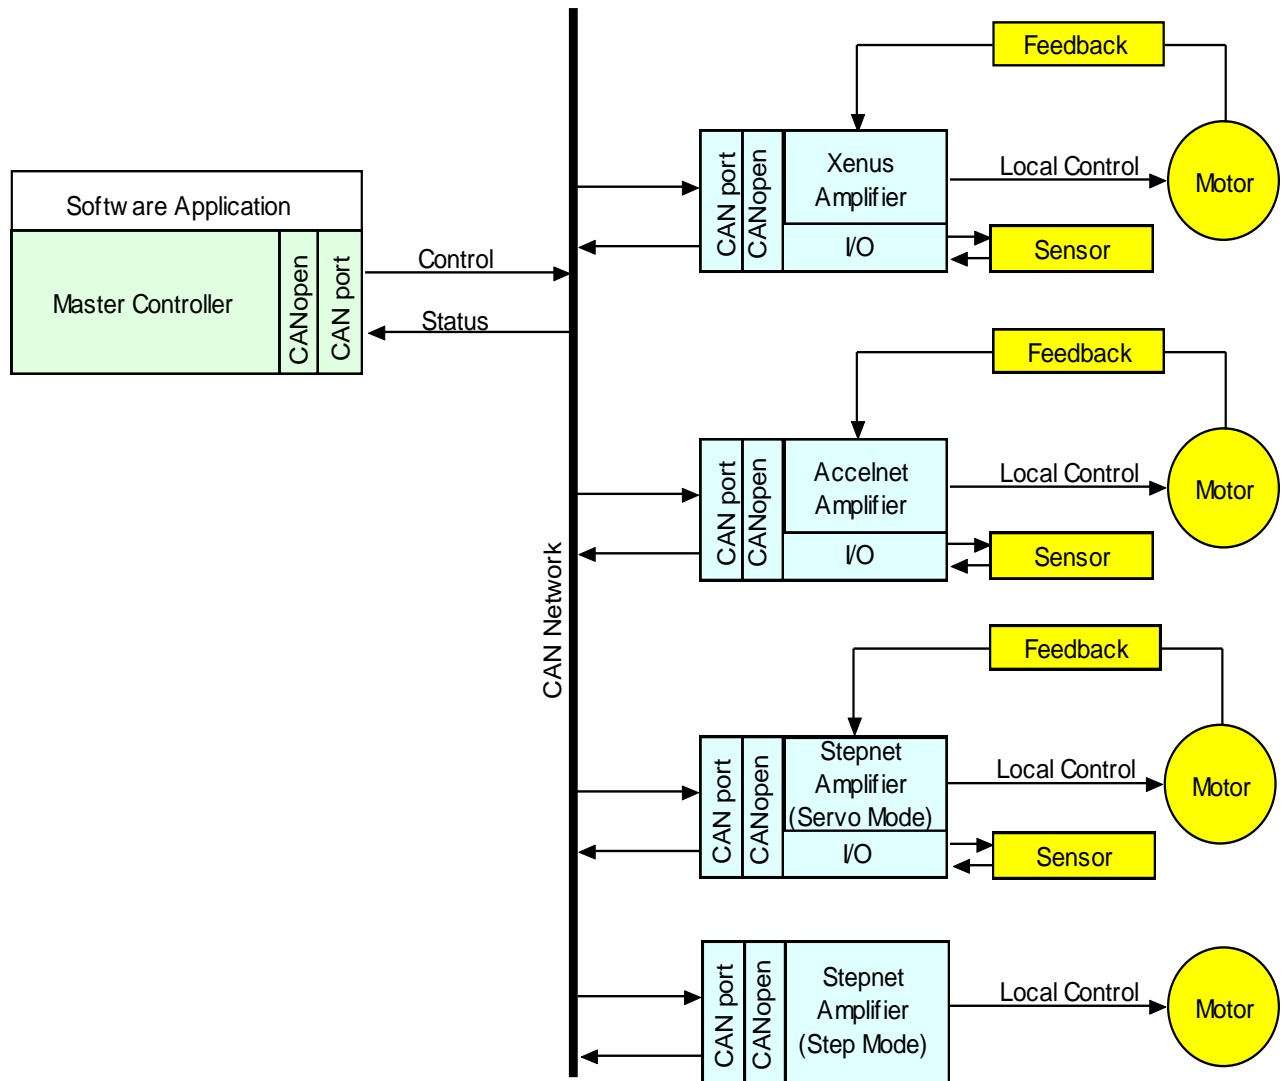 Software Application
Master Controller
CANopen
CAN port
Control
Status
CAN Network
Feedback
CAN port
CANopen
Xenus
Amplifier
I/O
Local Control
Motor
Sensor
Feedback
CAN port
CANopen
Accelnet
Amplifier
I/O
Local Control
Motor
Sensor
Feedback
CAN port
CANopen
Stepnet
Amplifier
(Servo Mode)
I/O
Local Control
Motor
Sensor
CAN port
CANopen
Stepnet
Amplifier
(Step Mode)
Local Control
Motor